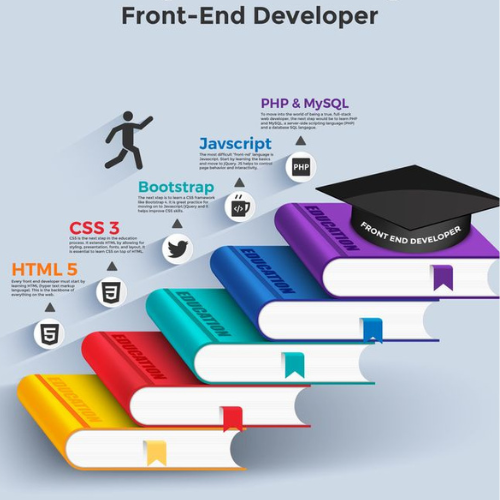 Front-End Developer
PHP & MySQL
To move into the world of being a true, full-stack
web developer, the next step would be to learn PHP
and MySQL, a server-side scripting language (PHP)
and a database SQL language.
Javscript
The most difficult "front-nd" language is
Javascript. Start by learning the basics
and move to jQuery. JS helps to control
page behavior and interactivity.
PHP
Bootstrap
The next step is to learn a CSS framework
like Bootstrap 4. It is great practice for
moving on to Javascript/jQuery and it
helps improve CSS skills.
CSS 3
CSS is the next step in the education
process. It extends HTML by allowing for
styling, presentation, fonts, and layout. It
is essential to learn CSS on top of HTML.
HTML 5
Every front end developer must start by
learning HTML (hyper text markup
language). This is the backbone of
everything on the web.
FRONT END DEVELOPER
EDUCATION
EDUCATION
EDUCATION
EDUCATION
EDUCATION